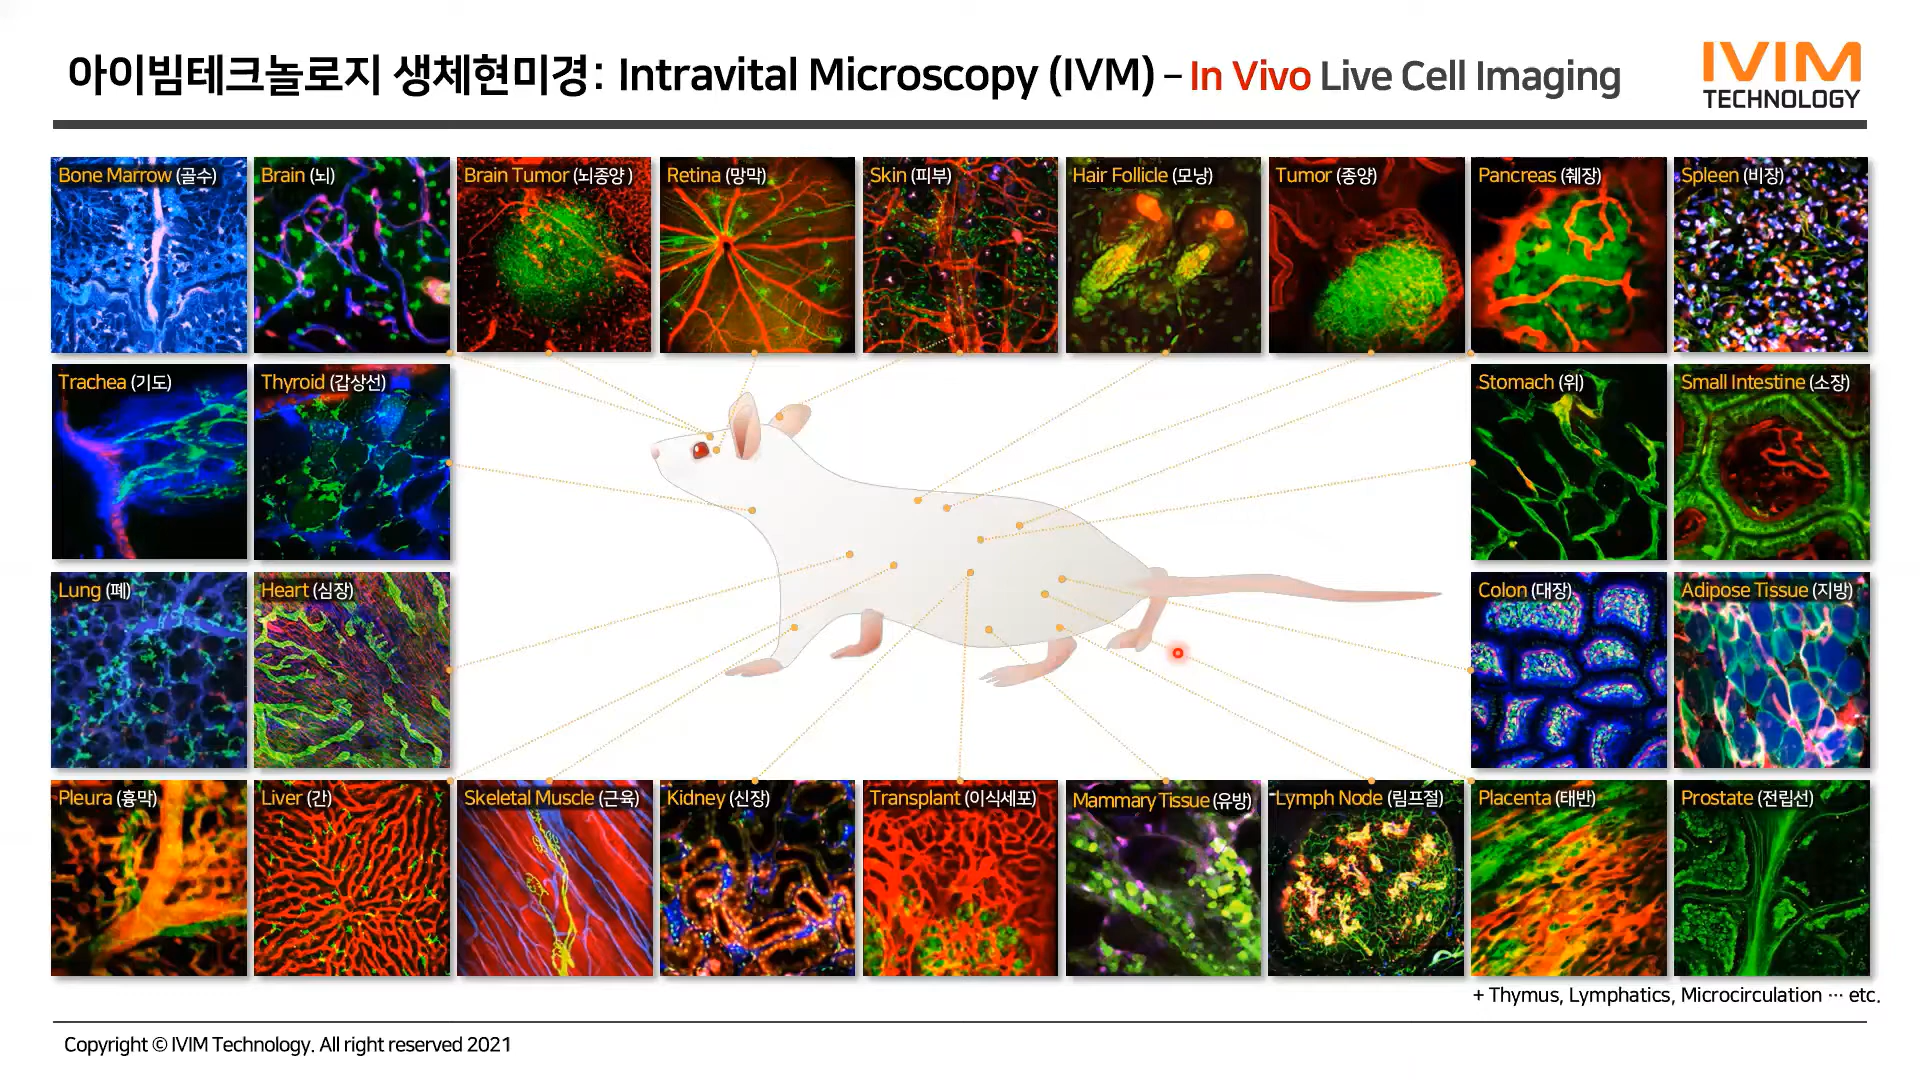 아이빔테크놀로지 생체현미경: Intravital Microscopy (IVM) – In Vivo Live Cell Imaging
IVIM
TECHNOLOGY
Bone Marrow (골수)
Brain (뇌)
Brain Tumor (뇌종양 )
Retina (망막)
Skin (피부)
Hair Follicle (모낭)
Tumor (종양)
Pancreas (췌장)
Spleen (비장)
Trachea (기도)
Thyroid (갑상선)
Stomach (위)
Small Intestine (소장)
Lung (폐)
Heart (심장)
Colon (대장)
Adipose Tissue (지방)
Pleura (흉막)
Liver (간)
Skeletal Muscle (근육)
Kidney (신장)
Transplant (이식세포)
Mammary Tissue (유방)
Lymph Node (림프절)
Placenta (태반)
Prostate (전립선)
+ Thymus, Lymphatics, Microcirculation ··· etc.
Copyright © IVIM Technology. All right reserved 2021